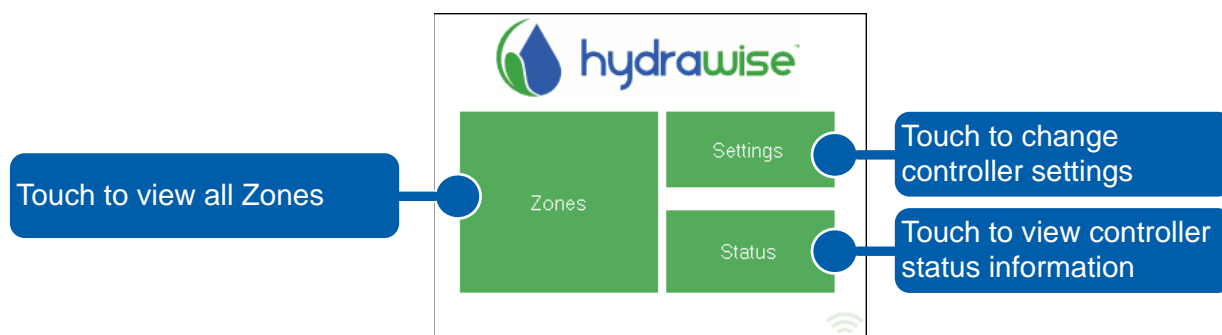 hydrawise™
Touch to view all Zones
Zones
Settings
Touch to change
controller settings
Status
Touch to view controller
status information